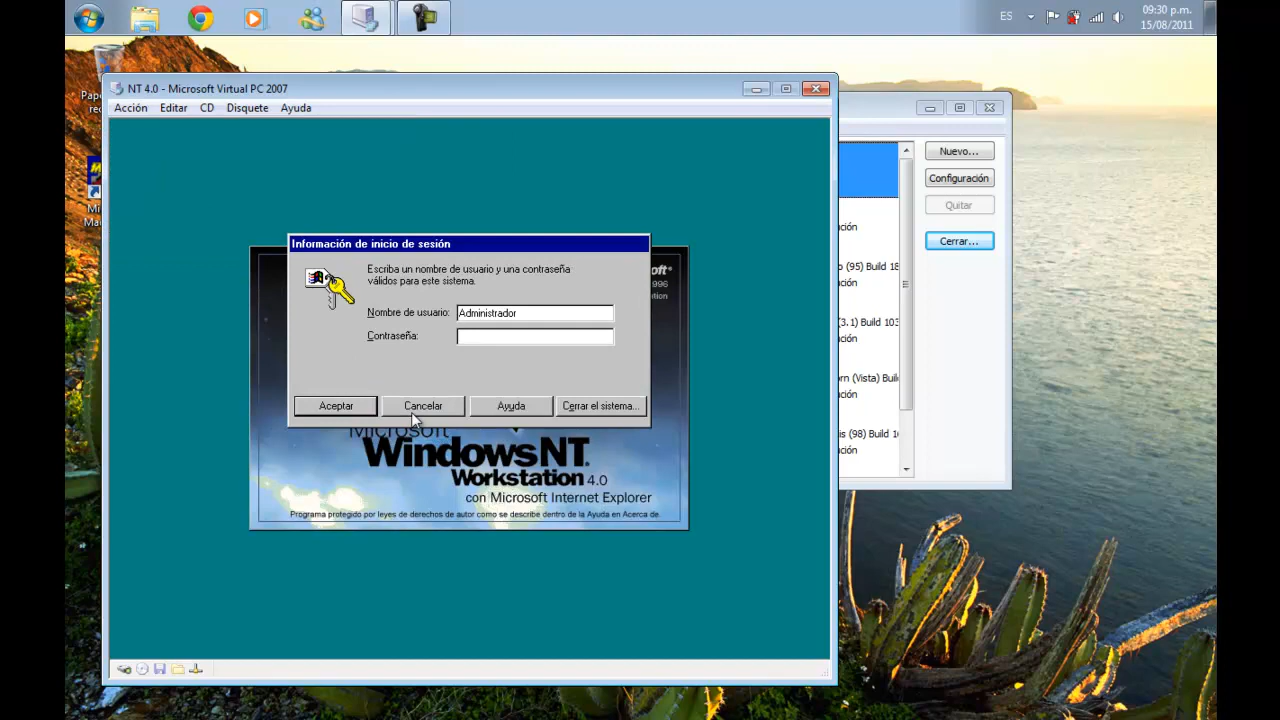 ES
09:30 p.m.
15/08/2011
NT 4.0 - Microsoft Virtual PC 2007
Acción Editar CD Disquete Ayuda
Nuevo...
Configuración
Quitar
Cerrar...
Información de inicio de sesión
Escriba un nombre de usuario y una contraseña
válidos para este sistema.
Nombre de usuario: Administrador
Contraseña:
Aceptar Cancelar Ayuda Cerrar el sistema...
Microsoft
Windows NT
Workstation 4.0
con Microsoft Internet Explorer
Programa protegido por leyes de derechos de autor como se describe dentro de la Ayuda en Acerca de.
(95) Build 18
(3.1) Build 103
(Vista) Build
(98) Build